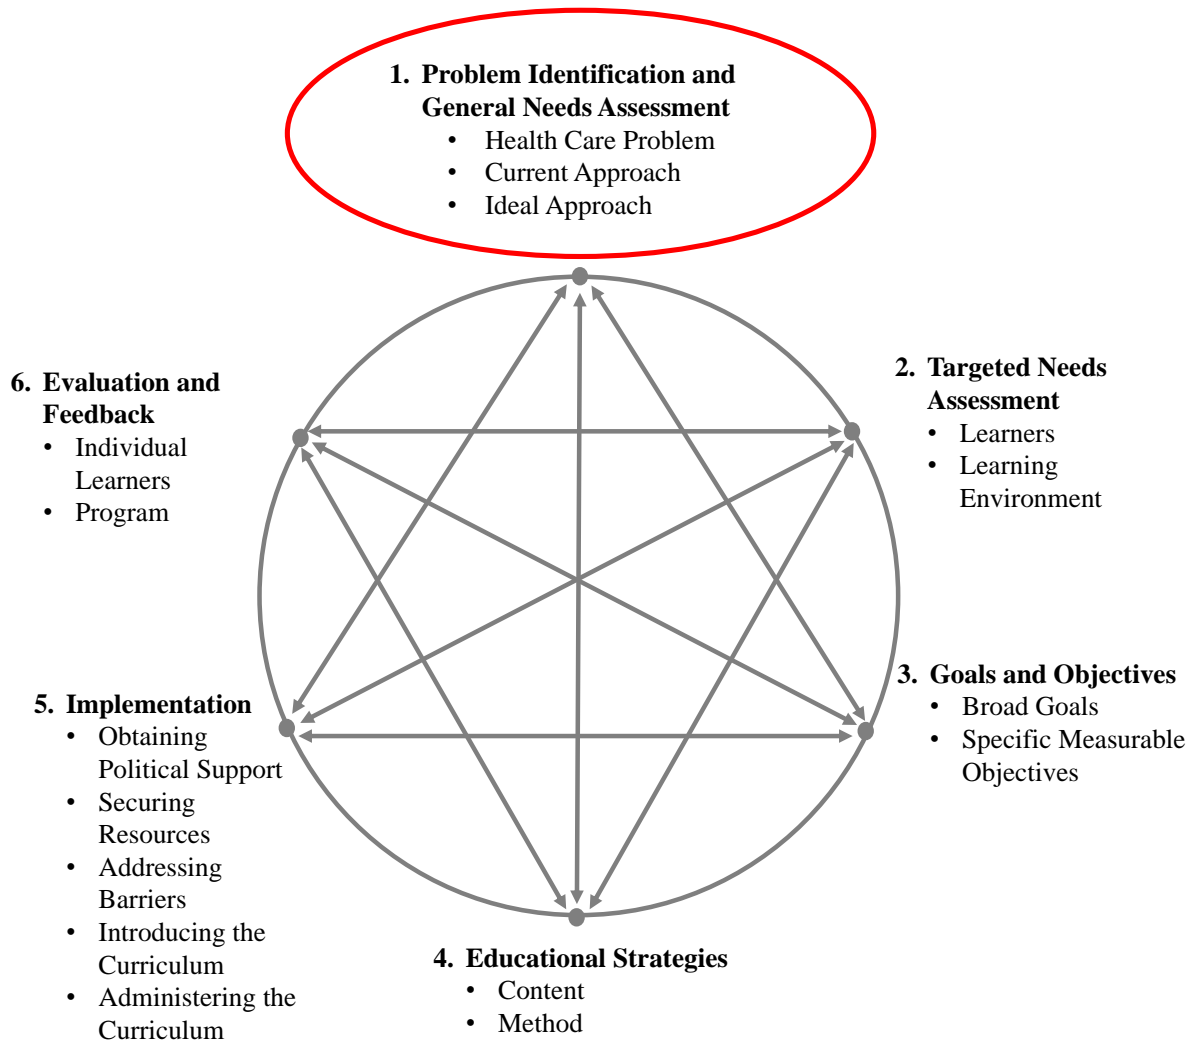 1. Problem Identification and
General Needs Assessment
• Health Care Problem
• Current Approach
• Ideal Approach
2. Targeted Needs
Assessment
• Learners
• Learning
Environment
3. Goals and Objectives
• Broad Goals
• Specific Measurable
Objectives
4. Educational Strategies
• Content
• Method
5. Implementation
• Obtaining
Political Support
• Securing
Resources
• Addressing
Barriers
• Introducing the
Curriculum
• Administering the
Curriculum
6. Evaluation and
Feedback
• Individual
Learners
• Program